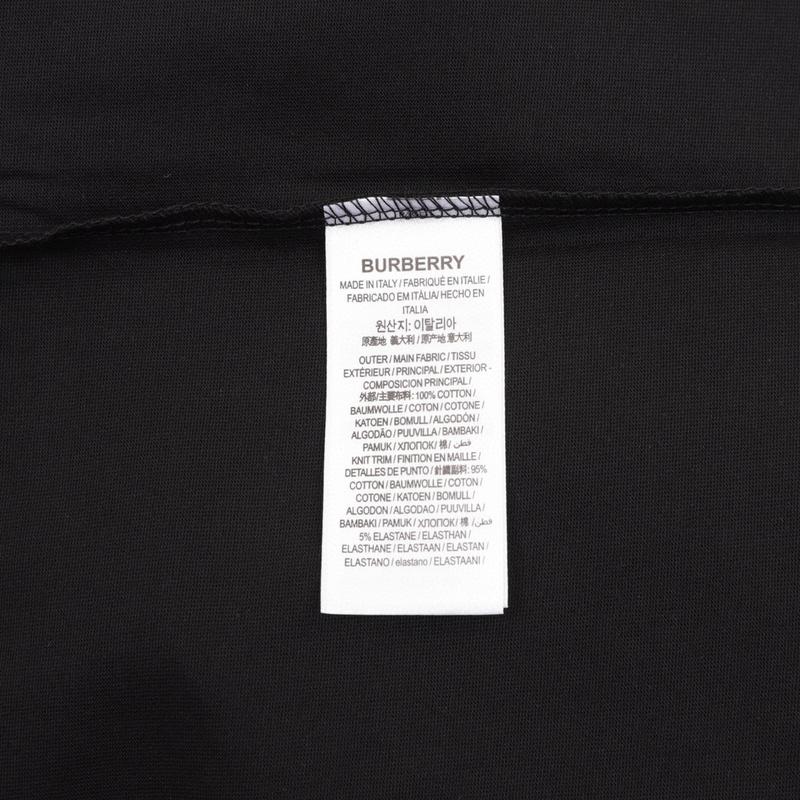 BURBERRY
MADE IN ITALY / FABRIQUÉ EN ITALIE /
FABRICADO EM ITÀLIA/ HECHO EN
ITALIA
원산지: 이탈리아
原產地 義大利 / 原产地 意大利
OUTER / MAIN FABRIC / TISSU
EXTÉRIEUR / PRINCIPAL / EXTERIOR -
COMPOSICION PRINCIPAL /
外部/主要布料: 100% COTTON /
BAUMWOLLE / COTON / COTONE /
KATOEN / BOMULL / ALGODÓN /
ALGODÃO / PUUVILLA / BAMBAKI /
PAMUK / ХЛОПОК/ 棉/ قطن /
KNIT TRIM / FINITION EN MAILLE /
DETALLES DE PUNTO / 針織副料: 95%
COTTON / BAUMWOLLE / COTON /
COTONE / KATOEN / BOMULL /
ALGODON / ALGODAO / PUUVILLA /
BAMBAKI / PAMUK / ХЛОПОК/ 棉 /قطن/
5% ELASTANE / ELASTHAN /
ELASTHANE / ELASTAAN / ELASTAN /
ELASTANO / elastano / ELASTAANI /